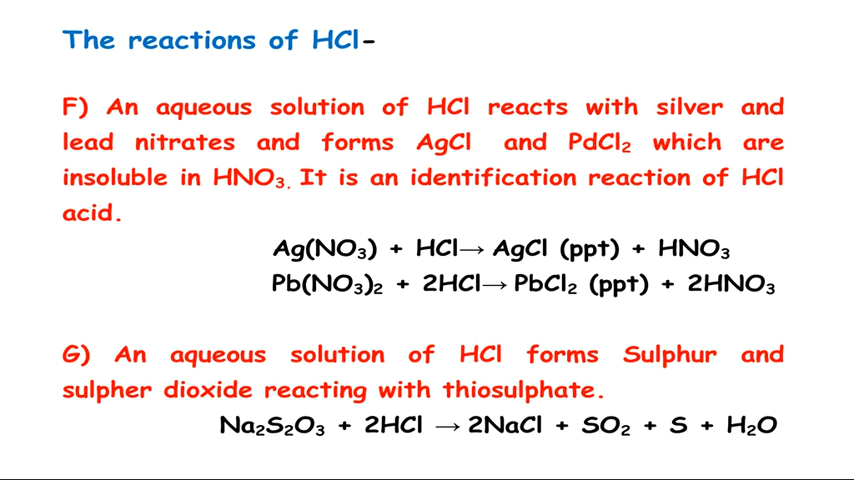 The reactions of HCl-
F) An aqueous solution of HCl reacts with silver and
lead nitrates and forms AgCl and PdCl₂ which are
insoluble in HNO₃. It is an identification reaction of HCl
acid.
Ag(NO₃) + HCl→ AgCl (ppt) + HNO₃
Pb(NO₃)₂ + 2HCl→ PbCl₂ (ppt) + 2HNO₃
G) An aqueous solution of HCl forms Sulphur and
sulpher dioxide reacting with thiosulphate.
Na₂S₂O₃ + 2HCl → 2NaCl + SO₂ + S + H₂O